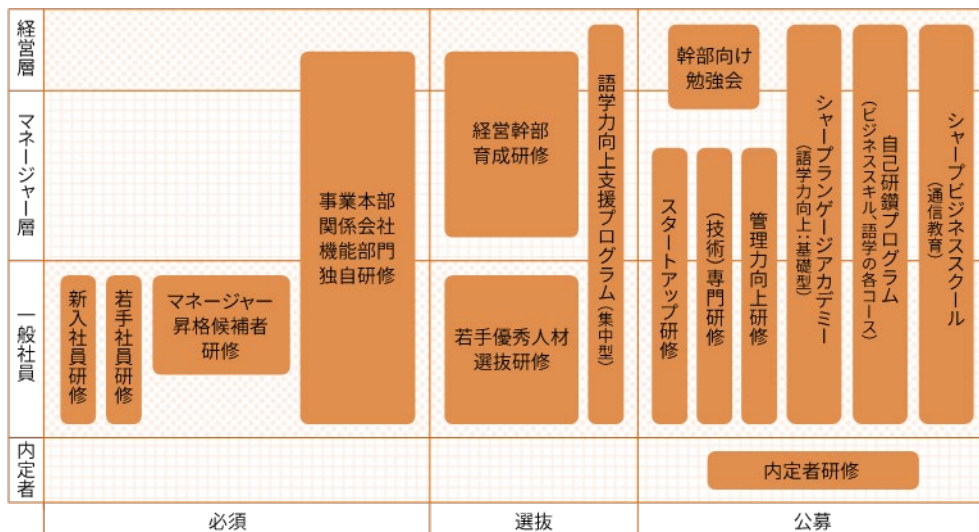 経営層
マネージャー層
一般社員
内定者
新入社員研修
若手社員研修
マネージャー
昇格候補者
研修
事業本部
関係会社
機能部門
独自研修
経営幹部
育成研修
若手優秀人材
選抜研修
語学力向上支援プログラム(集中型)
幹部向け
勉強会
スタートアップ研修
(技術)専門研修
管理力向上研修
シャープランゲージアカデミー
(語学力向上:基礎型)
自己研鑽プログラム
(ビジネススキル、語学の各コース)
シャープビジネススクール
(通信教育)
内定者研修
必須
選抜
公募